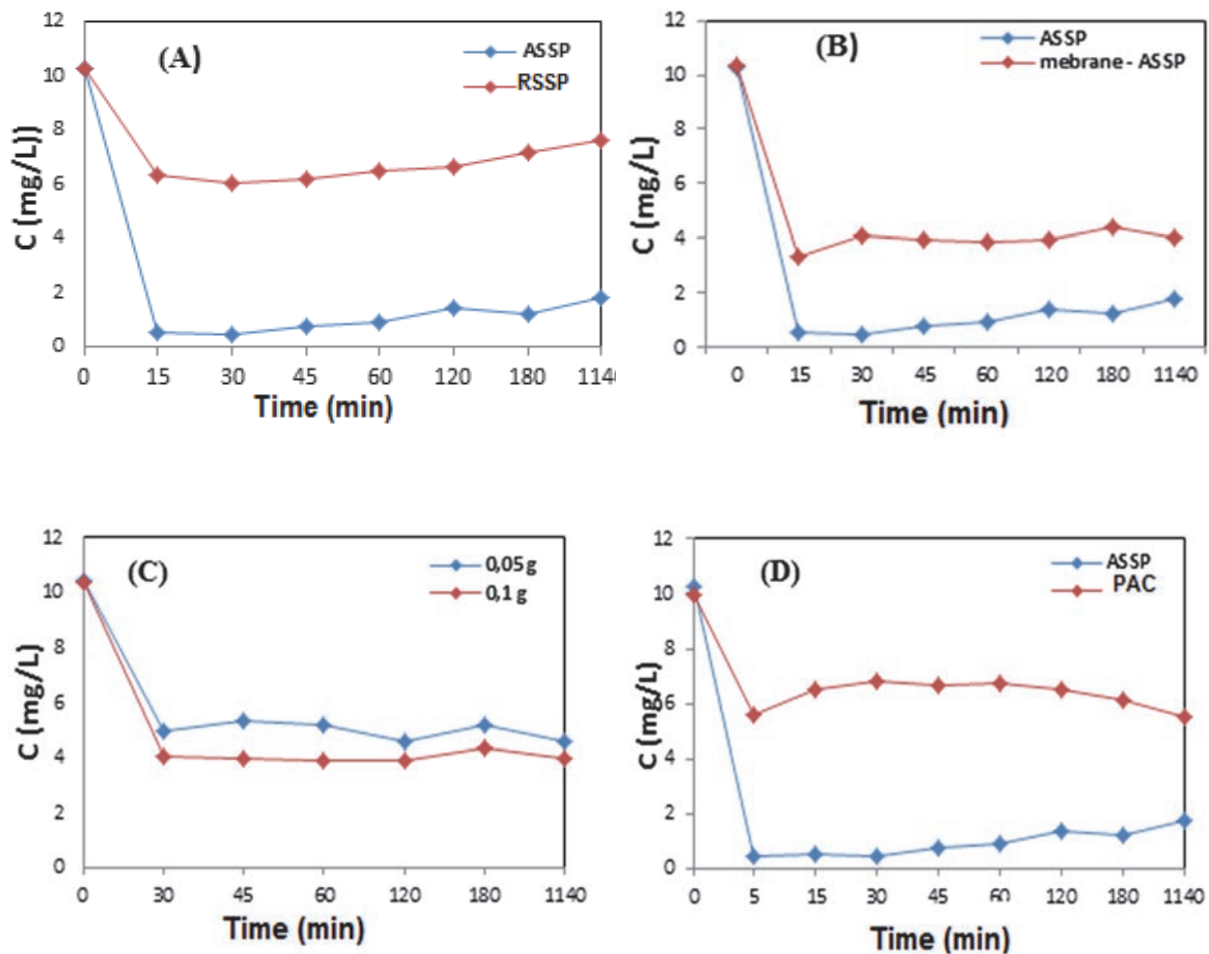 (A)
ASSP
RSSP
12
10
8
6
4
2
0
C (mg/L))
0 15 30 45 60 120 180 1140
Time (min)
(B)
ASSP
mebrane - ASSP
12
10
8
6
4
2
0
C (mg/L)
0 15 30 45 60 120 180 1140
Time (min)
(C)
0,05 g
0,1 g
12
10
8
6
4
2
0
C (mg/L)
0 30 45 60 120 180 1140
Time (min)
(D)
ASSP
PAC
12
10
8
6
4
2
0
C (mg/L)
0 5 15 30 45 60 120 180 1140
Time (min)